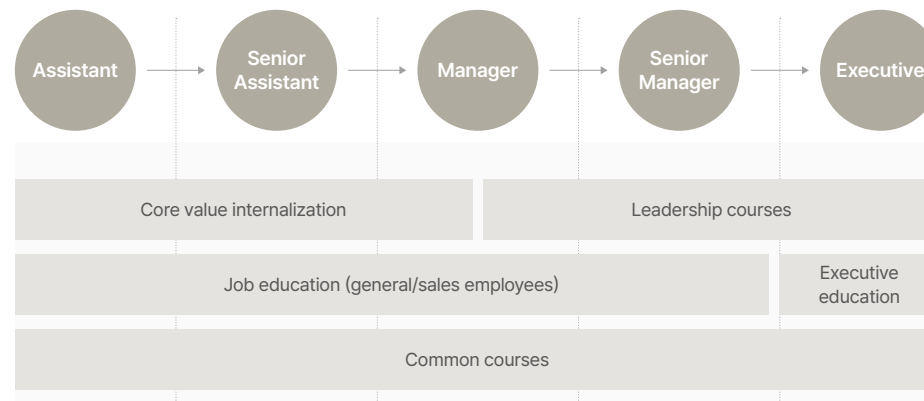 Assistant
Senior
Assistant
Manager
Senior
Manager
Executive
Core value internalization
Leadership courses
Job education (general/sales employees)
Executive
education
Common courses